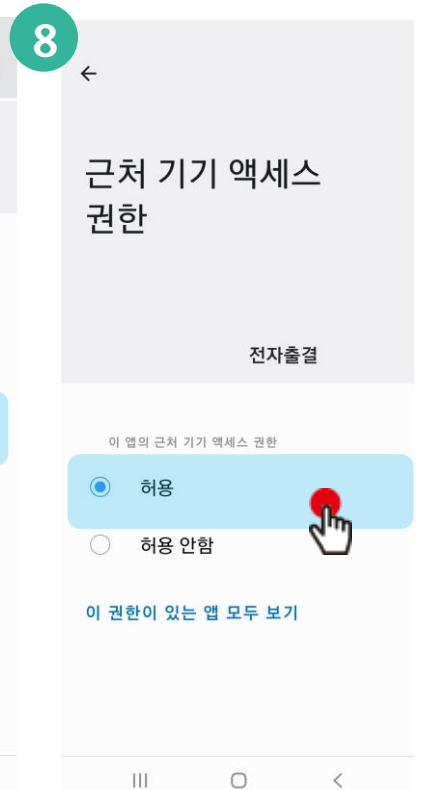 8
근처 기기 액세스
권한
전자출결
이 앱의 근처 기기 액세스 권한
허용
허용 안함
이 권한이 있는 앱 모두 보기